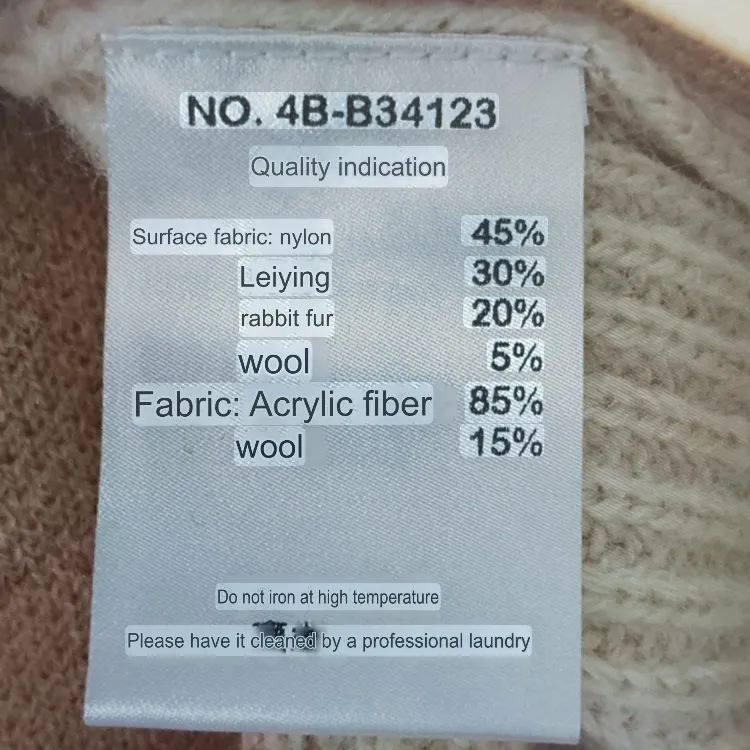 NO. 4B-B34123
Quality indication
Surface fabric: nylon 45%
Leiying 30%
rabbit fur 20%
wool 5%
Fabric: Acrylic fiber 85%
wool 15%
Do not iron at high temperature
Please have it cleaned by a professional laundry